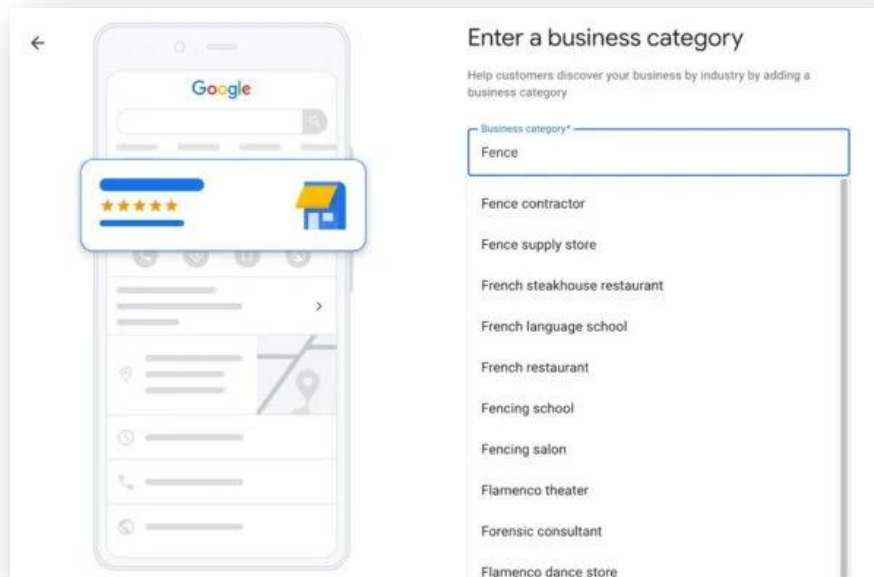 Google
Enter a business category
Help customers discover your business by industry by adding a
business category
Business category*
Fence
Fence contractor
Fence supply store
French steakhouse restaurant
French language school
French restaurant
Fencing school
Fencing salon
Flamenco theater
Forensic consultant
Flamenco dance store